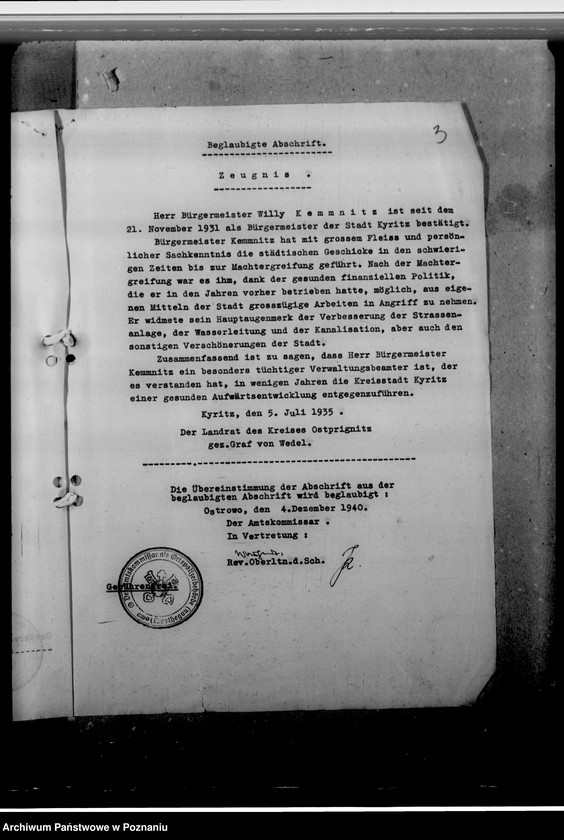 3
Beglaubigte Abschrift.
Z e u g n i s .
Herr Bürgermeister Willy K e m m n i t z ist seit dem
21. November 1931 als Bürgermeister der Stadt Kyritz bestätigt.
Bürgermeister Kemmnitz hat mit grossem Fleiss und persön-
licher Sachkenntnis die städtischen Geschicke in den schwieri-
gen Zeiten bis zur Machtergreifung geführt. Nach der Machter-
greifung war es ihm, dank der gesunden finanziellen Politik,
die er in den Jahren vorher betrieben hatte, möglich, aus eige-
nen Mitteln der Stadt grosszügige Arbeiten in Angriff zu nehmen.
Er widmete sein Hauptaugenmerk der Verbesserung der Strassen-
anlage, der Wasserleitung und der Kanalisation, aber auch den
sonstigen Verschönerungen der Stadt.
Zusammenfassend ist zu sagen, dass Herr Bürgermeister
Kemmnitz ein besonders tüchtiger Verwaltungsbeamter ist, der
es verstanden hat, in wenigen Jahren die Kreisstadt Kyritz
einer gesunden Aufwärtsentwicklung entgegenzuführen.
Kyritz, den 5. Juli 1935 .
Der Landrat des Kreises Ostprignitz
gez.Graf von Wedel.
Die Übereinstimmung der Abschrift aus der
beglaubigten Abschrift wird beglaubigt :
Ostrowo, den 4.Dezember 1940.
Der Amtskommissar .
In Vertretung :
Rev.Oberltn.d.Sch.
Gebührenfrei.
Der Amtskommissar als Ortspolizeibehörde
Archiwum Państwowe w Poznaniu